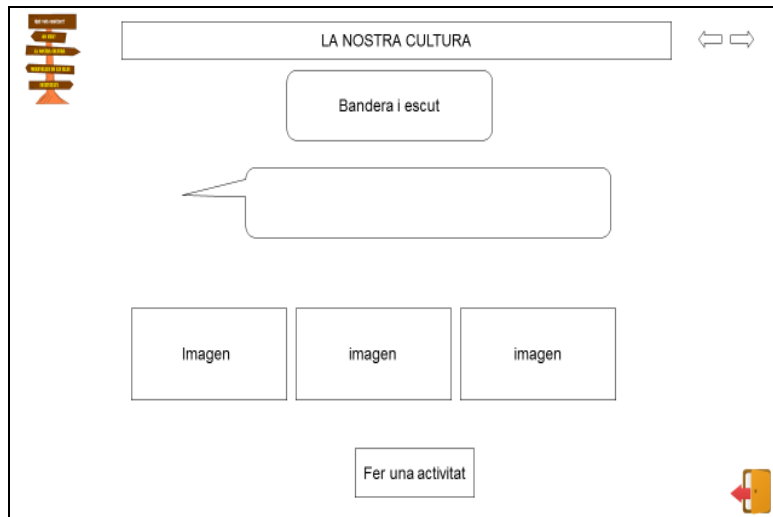 LA NOSTRA CULTURA
Bandera i escut
Imagen
imagen
imagen
Fer una activitat